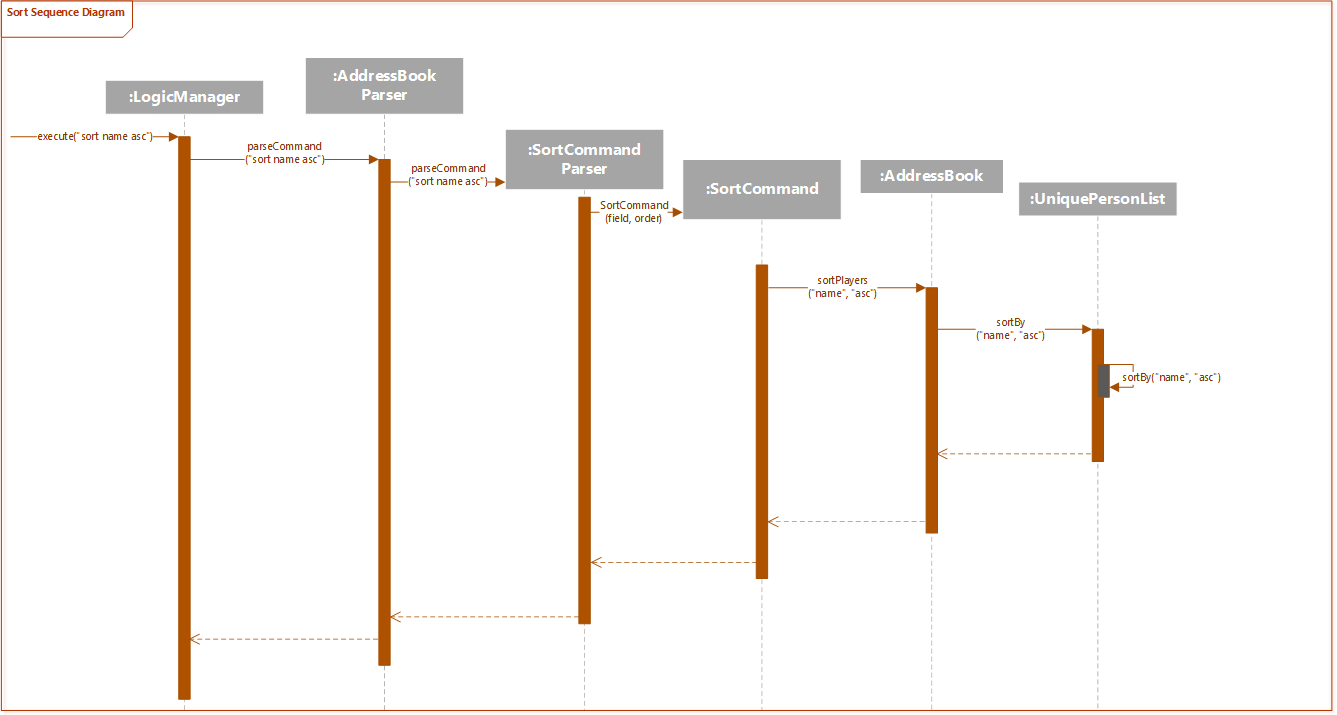 Sort Sequence Diagram
:LogicManager
:AddressBook
Parser
:SortCommand
Parser
:SortCommand
:AddressBook
:UniquePersonList
execute("sort name asc")
parseCommand
("sort name asc")
parseCommand
("sort name asc")
SortCommand
(field, order)
sortPlayers
("name", "asc")
sortBy
("name", "asc")
sortBy("name", "asc")